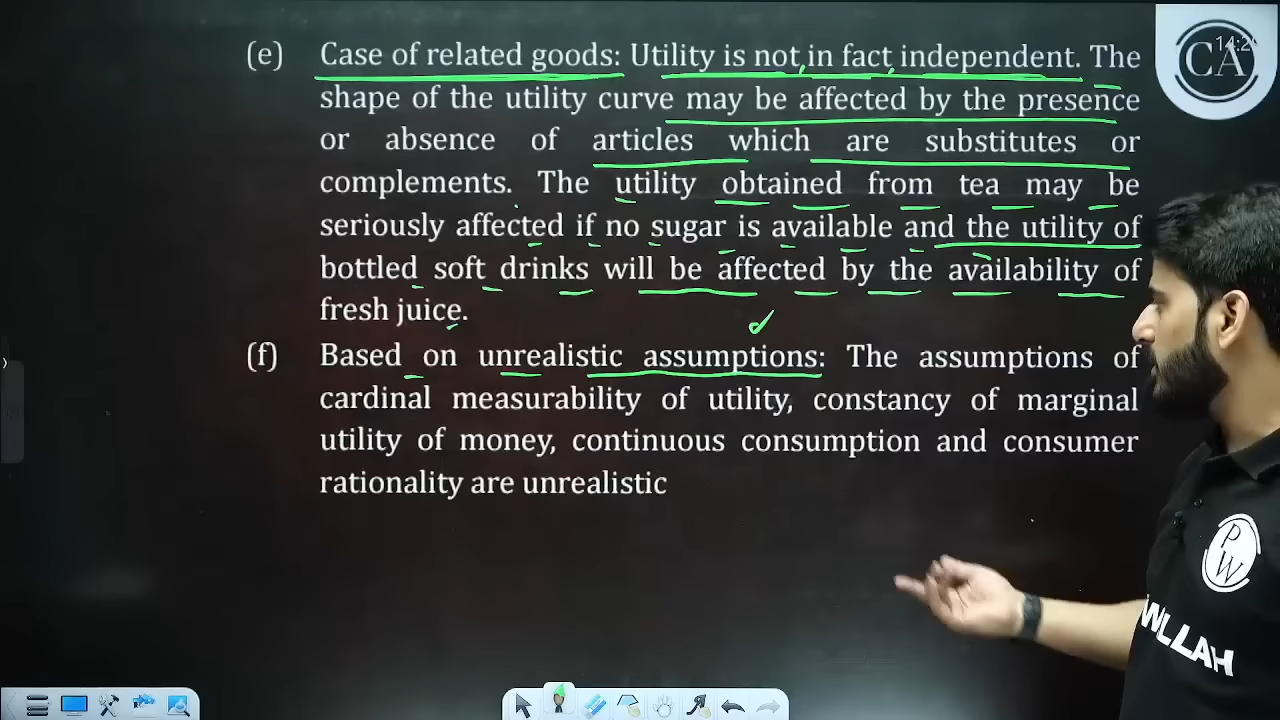 (e) Case of related goods: Utility is not in fact independent. The
shape of the utility curve may be affected by the presence
or absence of articles which are substitutes or
complements. The utility obtained from tea may be
seriously affected if no sugar is available and the utility of
bottled soft drinks will be affected by the availability of
fresh juice.
(f) Based on unrealistic assumptions: The assumptions of
cardinal measurability of utility, constancy of marginal
utility of money, continuous consumption and consumer
rationality are unrealistic
CA
PW
WALLAH